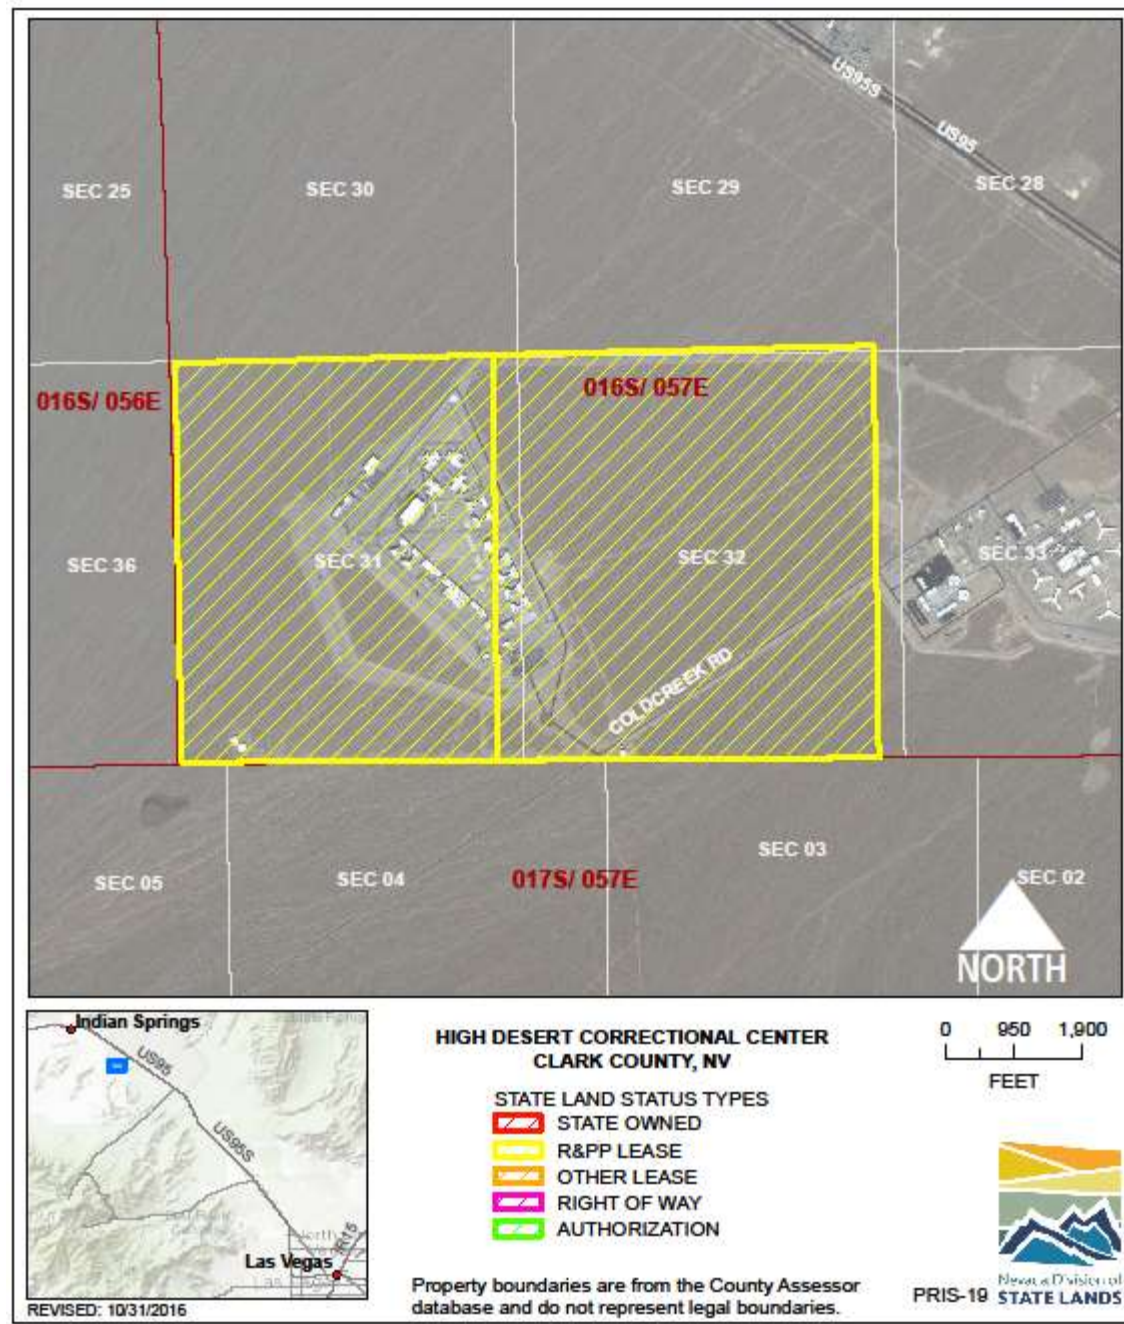 US95S
US95
SEC 25
SEC 30
SEC 29
SEC 28
016S/ 056E
016S/ 057E
SEC 36
SEC 31
SEC 32
SEC 33
COLDCREEK RD
SEC 05
SEC 04
017S/ 057E
SEC 03
SEC 02
NORTH
Indian Springs
US95
US95S
IR15
Las Vegas
REVISED: 10/31/2016
HIGH DESERT CORRECTIONAL CENTER
CLARK COUNTY, NV
STATE LAND STATUS TYPES
STATE OWNED
R&PP LEASE
OTHER LEASE
RIGHT OF WAY
AUTHORIZATION
Property boundaries are from the County Assessor
database and do not represent legal boundaries.
0 950 1,900
FEET
PRIS-19
Nevada Division of
STATE LANDS